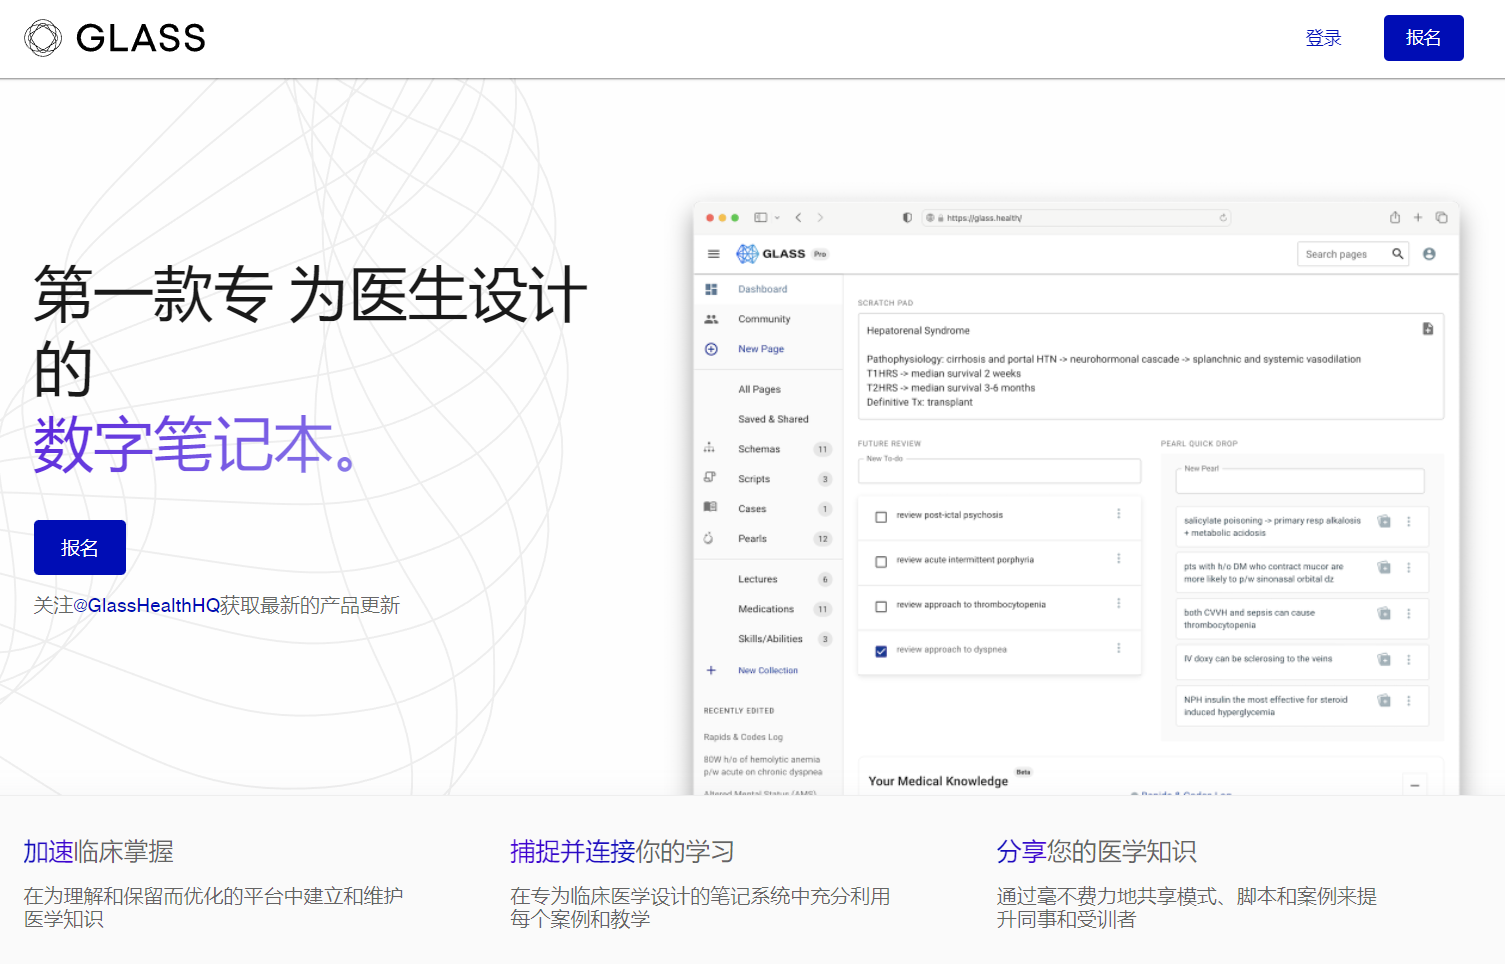 GLASS
登录
报名
第一款专 为医生设计
的
数字笔记本。
报名
关注@GlassHealthHQ获取最新的产品更新
https://glass.health/
GLASS Pro
Search pages
Dashboard
Community
New Page
All Pages
Saved & Shared
Schemas 11
Scripts 3
Cases 1
Pearls 12
Lectures 6
Medications 11
Skills/Abilities 3
New Collection
RECENTLY EDITED
Rapids & Codes Log
80W h/o of hemolytic anemia
p/w acute on chronic dyspnea
Altered Mental Status (AMS)
SCRATCH PAD
Hepatorenal Syndrome
Pathophysiology: cirrhosis and portal HTN -> neurohormonal cascade -> splanchnic and systemic vasodilation
T1HRS -> median survival 2 weeks
T2HRS -> median survival 3-6 months
Definitive Tx: transplant
FUTURE REVIEW
New To-do
review post-ictal psychosis
review acute intermittent porphyria
review approach to thrombocytopenia
review approach to dyspnea
PEARL QUICK DROP
New Pearl
salicylate poisoning -> primary resp alkalosis
+ metabolic acidosis
pts with h/o DM who contract mucor are
more likely to p/w sinonasal orbital dz
both CVVH and sepsis can cause
thrombocytopenia
IV doxy can be sclerosing to the veins
NPH insulin the most effective for steroid
induced hyperglycemia
Your Medical Knowledge Beta
Rapids & Codes Log
加速临床掌握
在为理解和保留而优化的平台中建立和维护
医学知识
捕捉并连接你的学习
在专为临床医学设计的笔记系统中充分利用
每个案例和教学
分享您的医学知识
通过毫不费力地共享模式、脚本和案例来提
升同事和受训者